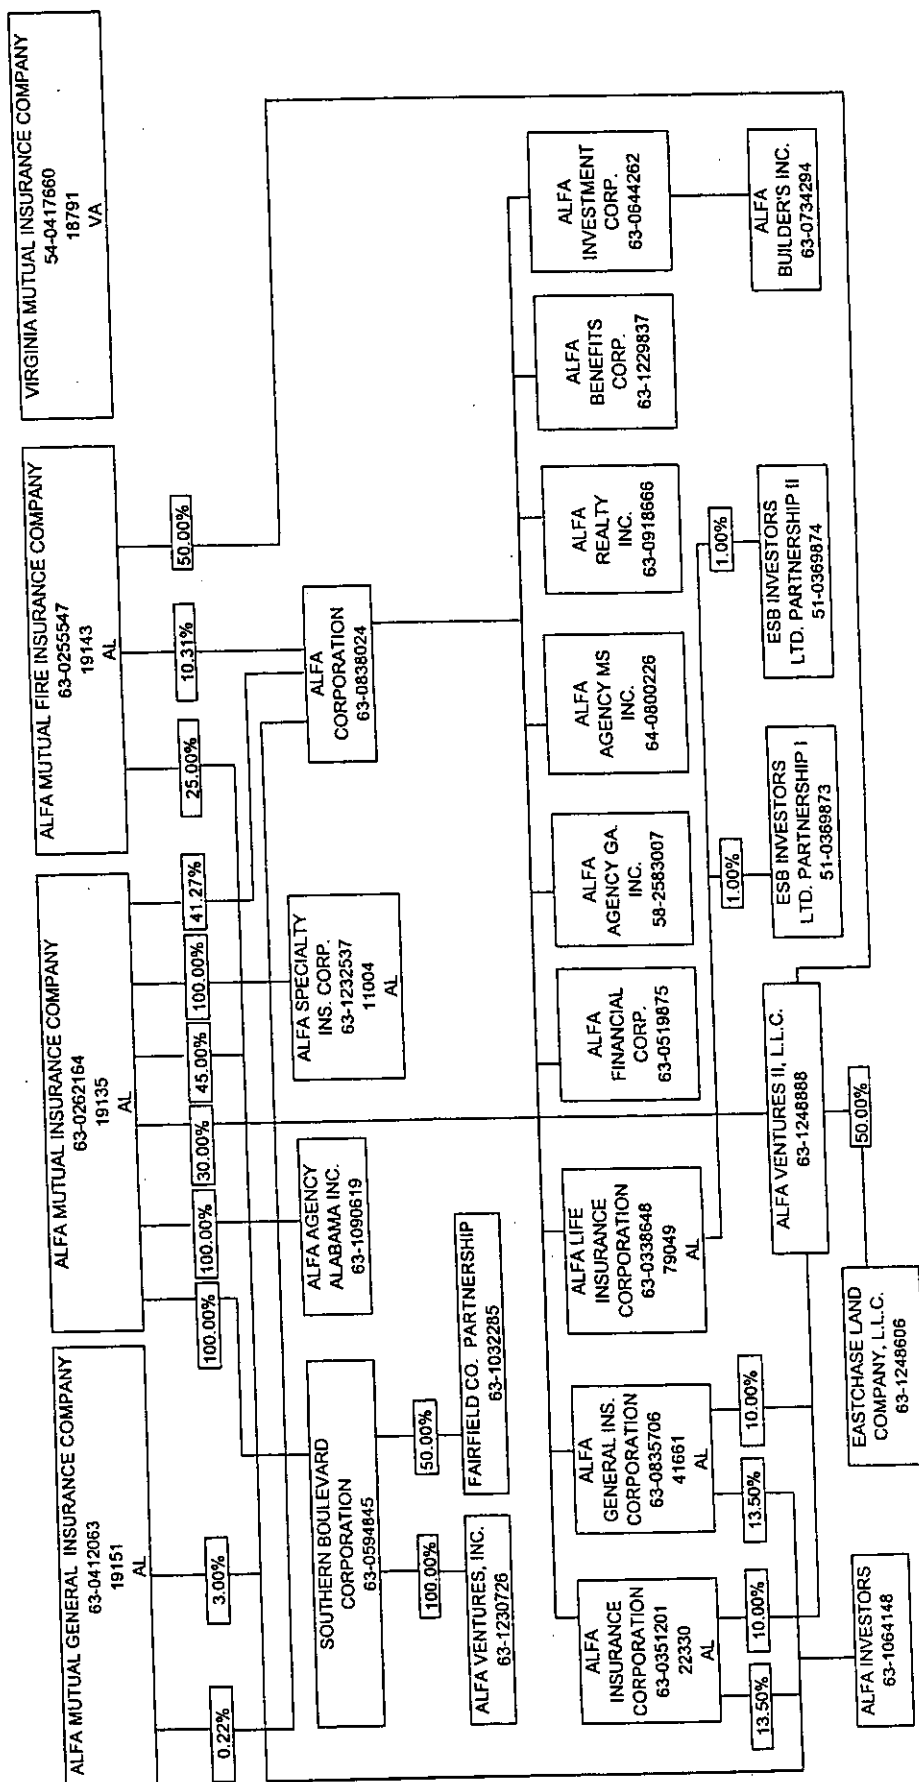 ALFA MUTUAL GENERAL INSURANCE COMPANY
63-0412063
19151
AL
ALFA MUTUAL INSURANCE COMPANY
63-0262164
19135
AL
ALFA MUTUAL FIRE INSURANCE COMPANY
63-0255547
19143
AL
VIRGINIA MUTUAL INSURANCE COMPANY
54-0417660
18791
VA
0.22%
3.00%
100.00%
100.00%
30.00%
45.00%
100.00%
41.27%
25.00%
10.31%
50.00%
SOUTHERN BOULEVARD
CORPORATION
63-0594845
ALFA AGENCY
ALABAMA INC.
63-1090619
ALFA SPECIALTY
INS. CORP.
63-1232537
11004
AL
ALFA
CORPORATION
63-0838024
100.00%
50.00%
ALFA VENTURES, INC.
63-1230726
FAIRFIELD CO. PARTNERSHIP
63-1032285
ALFA
INSURANCE
CORPORATION
63-0351201
22330
AL
ALFA
GENERAL INS.
CORPORATION
63-0835706
41661
AL
ALFA LIFE
INSURANCE
CORPORATION
63-0338648
79049
AL
ALFA
FINANCIAL
CORP.
63-0519875
ALFA
AGENCY GA.
INC.
58-2583007
ALFA
AGENCY MS
INC.
64-0800226
ALFA
REALTY
INC.
63-0918666
ALFA
BENEFITS
CORP.
63-1229837
ALFA
INVESTMENT
CORP.
63-0644262
13.50%
10.00%
13.50%
10.00%
1.00%
1.00%
ALFA VENTURES II, L.L.C.
63-1248888
ESB INVESTORS
LTD. PARTNERSHIP I
51-0369873
ESB INVESTORS
LTD. PARTNERSHIP II
51-0369874
ALFA
BUILDER'S INC.
63-0734294
50.00%
ALFA INVESTORS
63-1064148
EASTCHASE LAND
COMPANY, L.L.C.
63-1248606